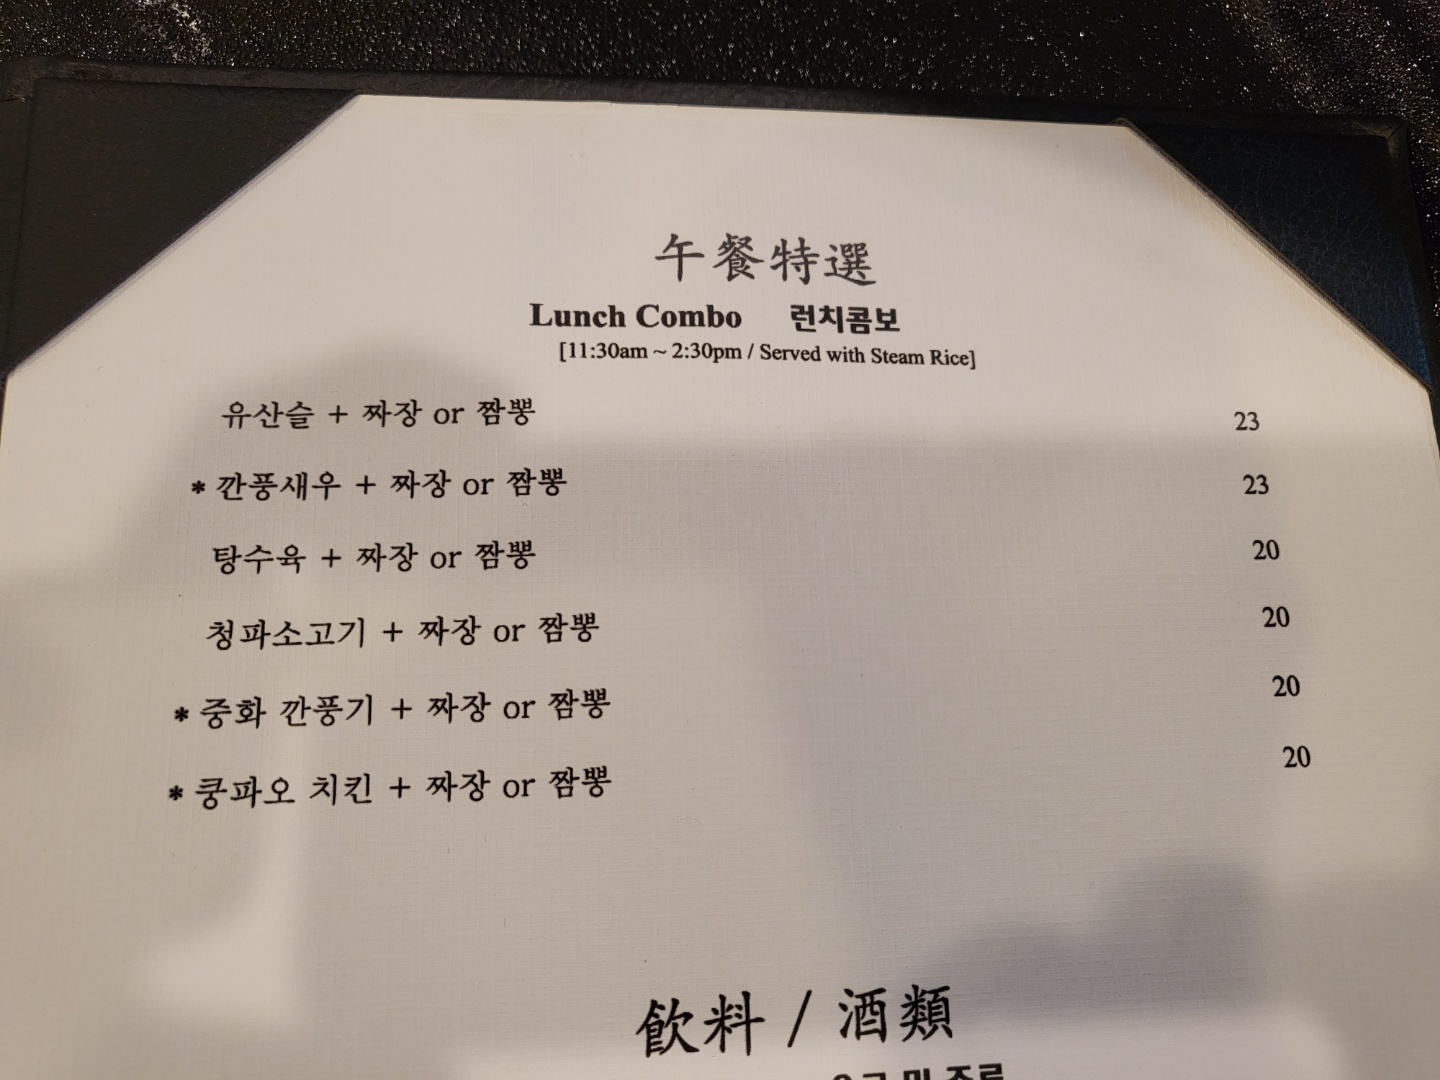 午餐特選
Lunch Combo 런치콤보
[11:30am ~ 2:30pm / Served with Steam Rice]
유산슬 + 짜장 or 짬뽕 23
* 깐풍새우 + 짜장 or 짬뽕 23
탕수육 + 짜장 or 짬뽕 20
청파소고기 + 짜장 or 짬뽕 20
* 중화 깐풍기 + 짜장 or 짬뽕 20
* 쿵파오 치킨 + 짜장 or 짬뽕 20
飮料 / 酒類